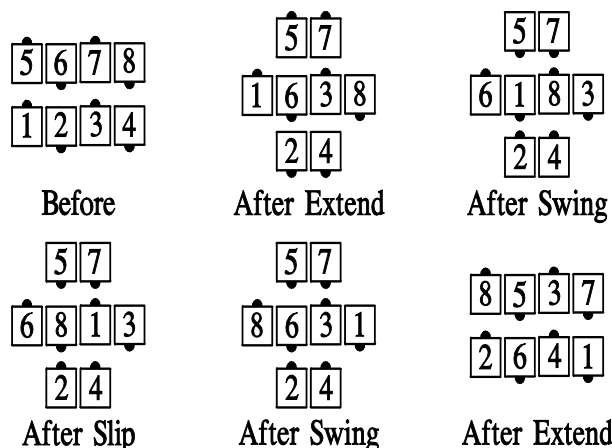 5 6 7 8
1 2 3 4
Before
5 7
1 6 3 8
2 4
After Extend
5 7
6 1 8 3
2 4
After Swing
5 7
6 8 1 3
2 4
After Slip
5 7
8 6 3 1
2 4
After Swing
8 5 3 7
2 6 4 1
After Extend